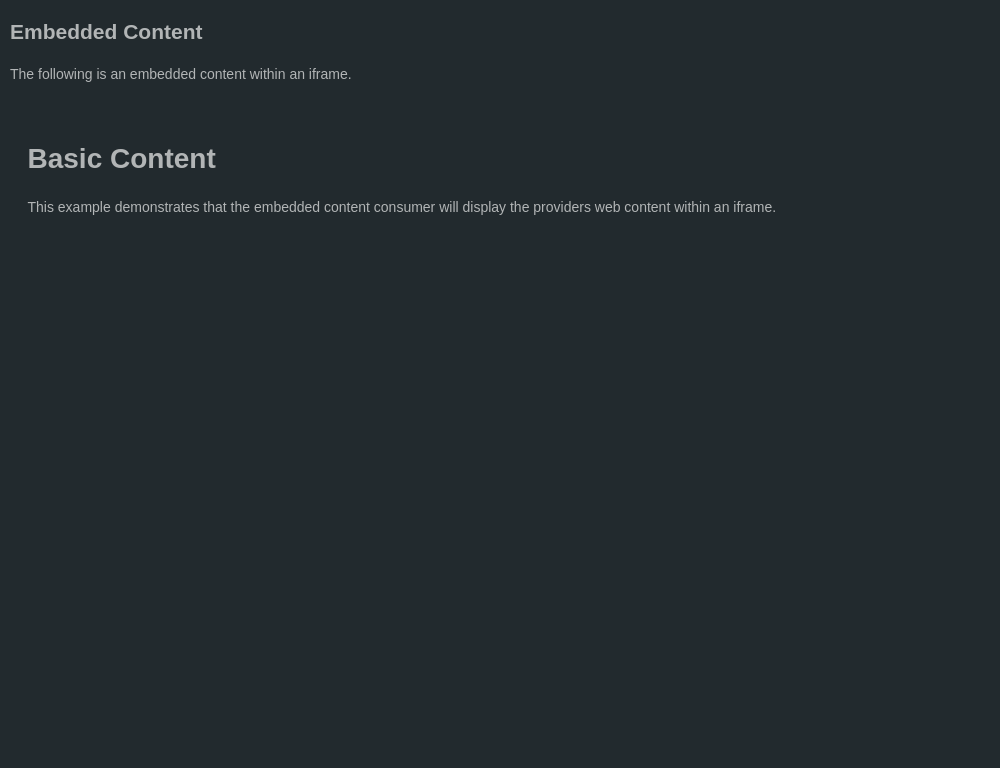 Embedded Content
The following is an embedded content within an iframe.
Basic Content
This example demonstrates that the embedded content consumer will display the providers web content within an iframe.